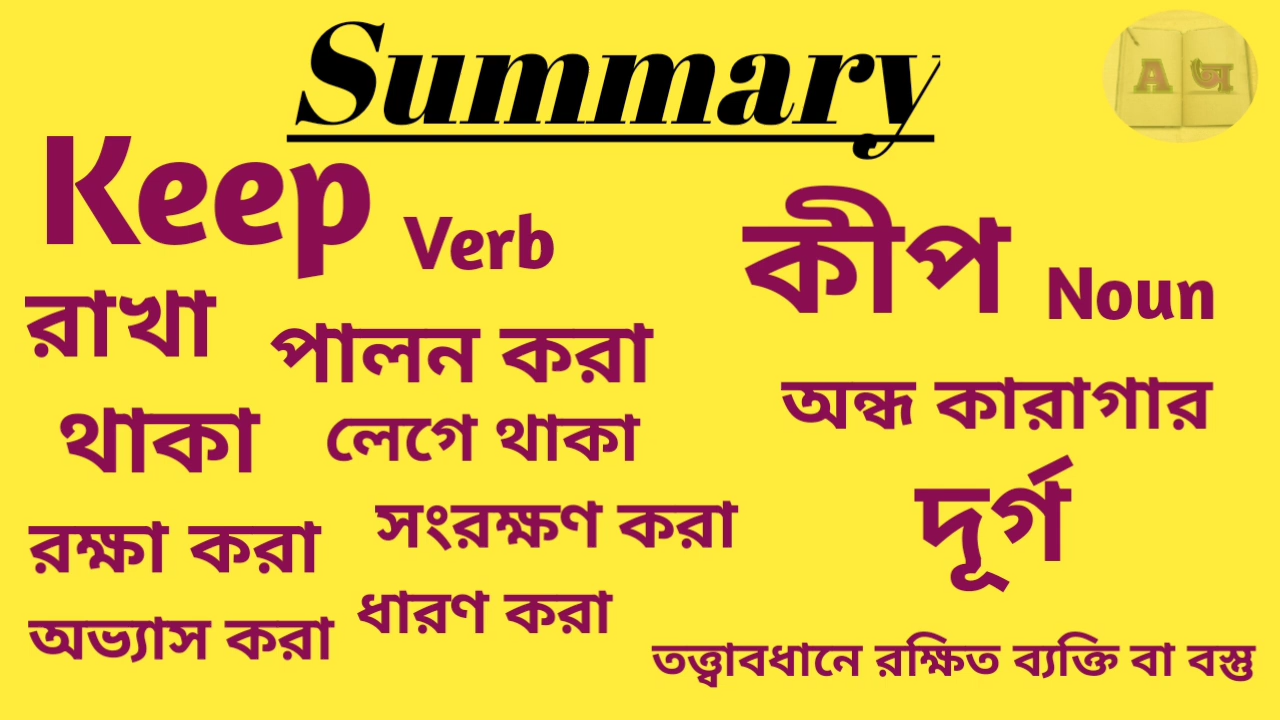 Summary
A অ
Keep Verb
কীপ Noun
রাখা
পালন করা
থাকা
লেগে থাকা
রক্ষা করা
সংরক্ষণ করা
অভ্যাস করা
ধারণ করা
অন্ধ কারাগার
দূর্গ
তত্ত্বাবধানে রক্ষিত ব্যক্তি বা বস্তু